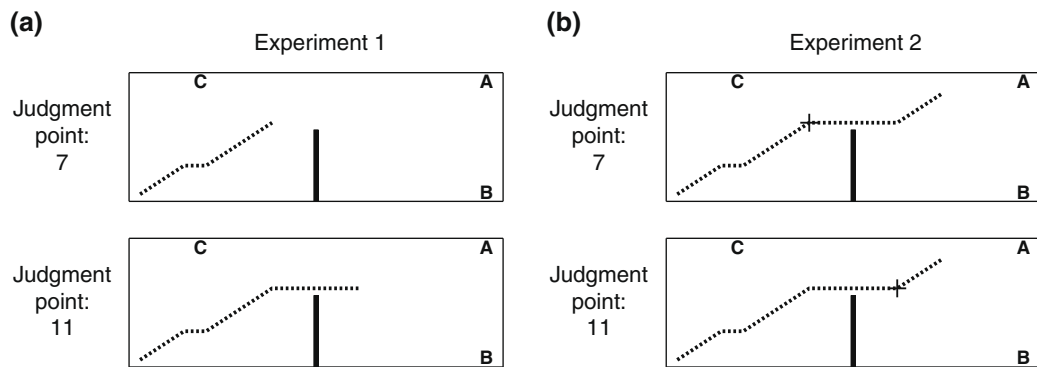 (a)
Experiment 1
Judgment
point:
7
C
A
B
Judgment
point:
11
C
A
B
(b)
Experiment 2
Judgment
point:
7
C
A
B
Judgment
point:
11
C
A
B